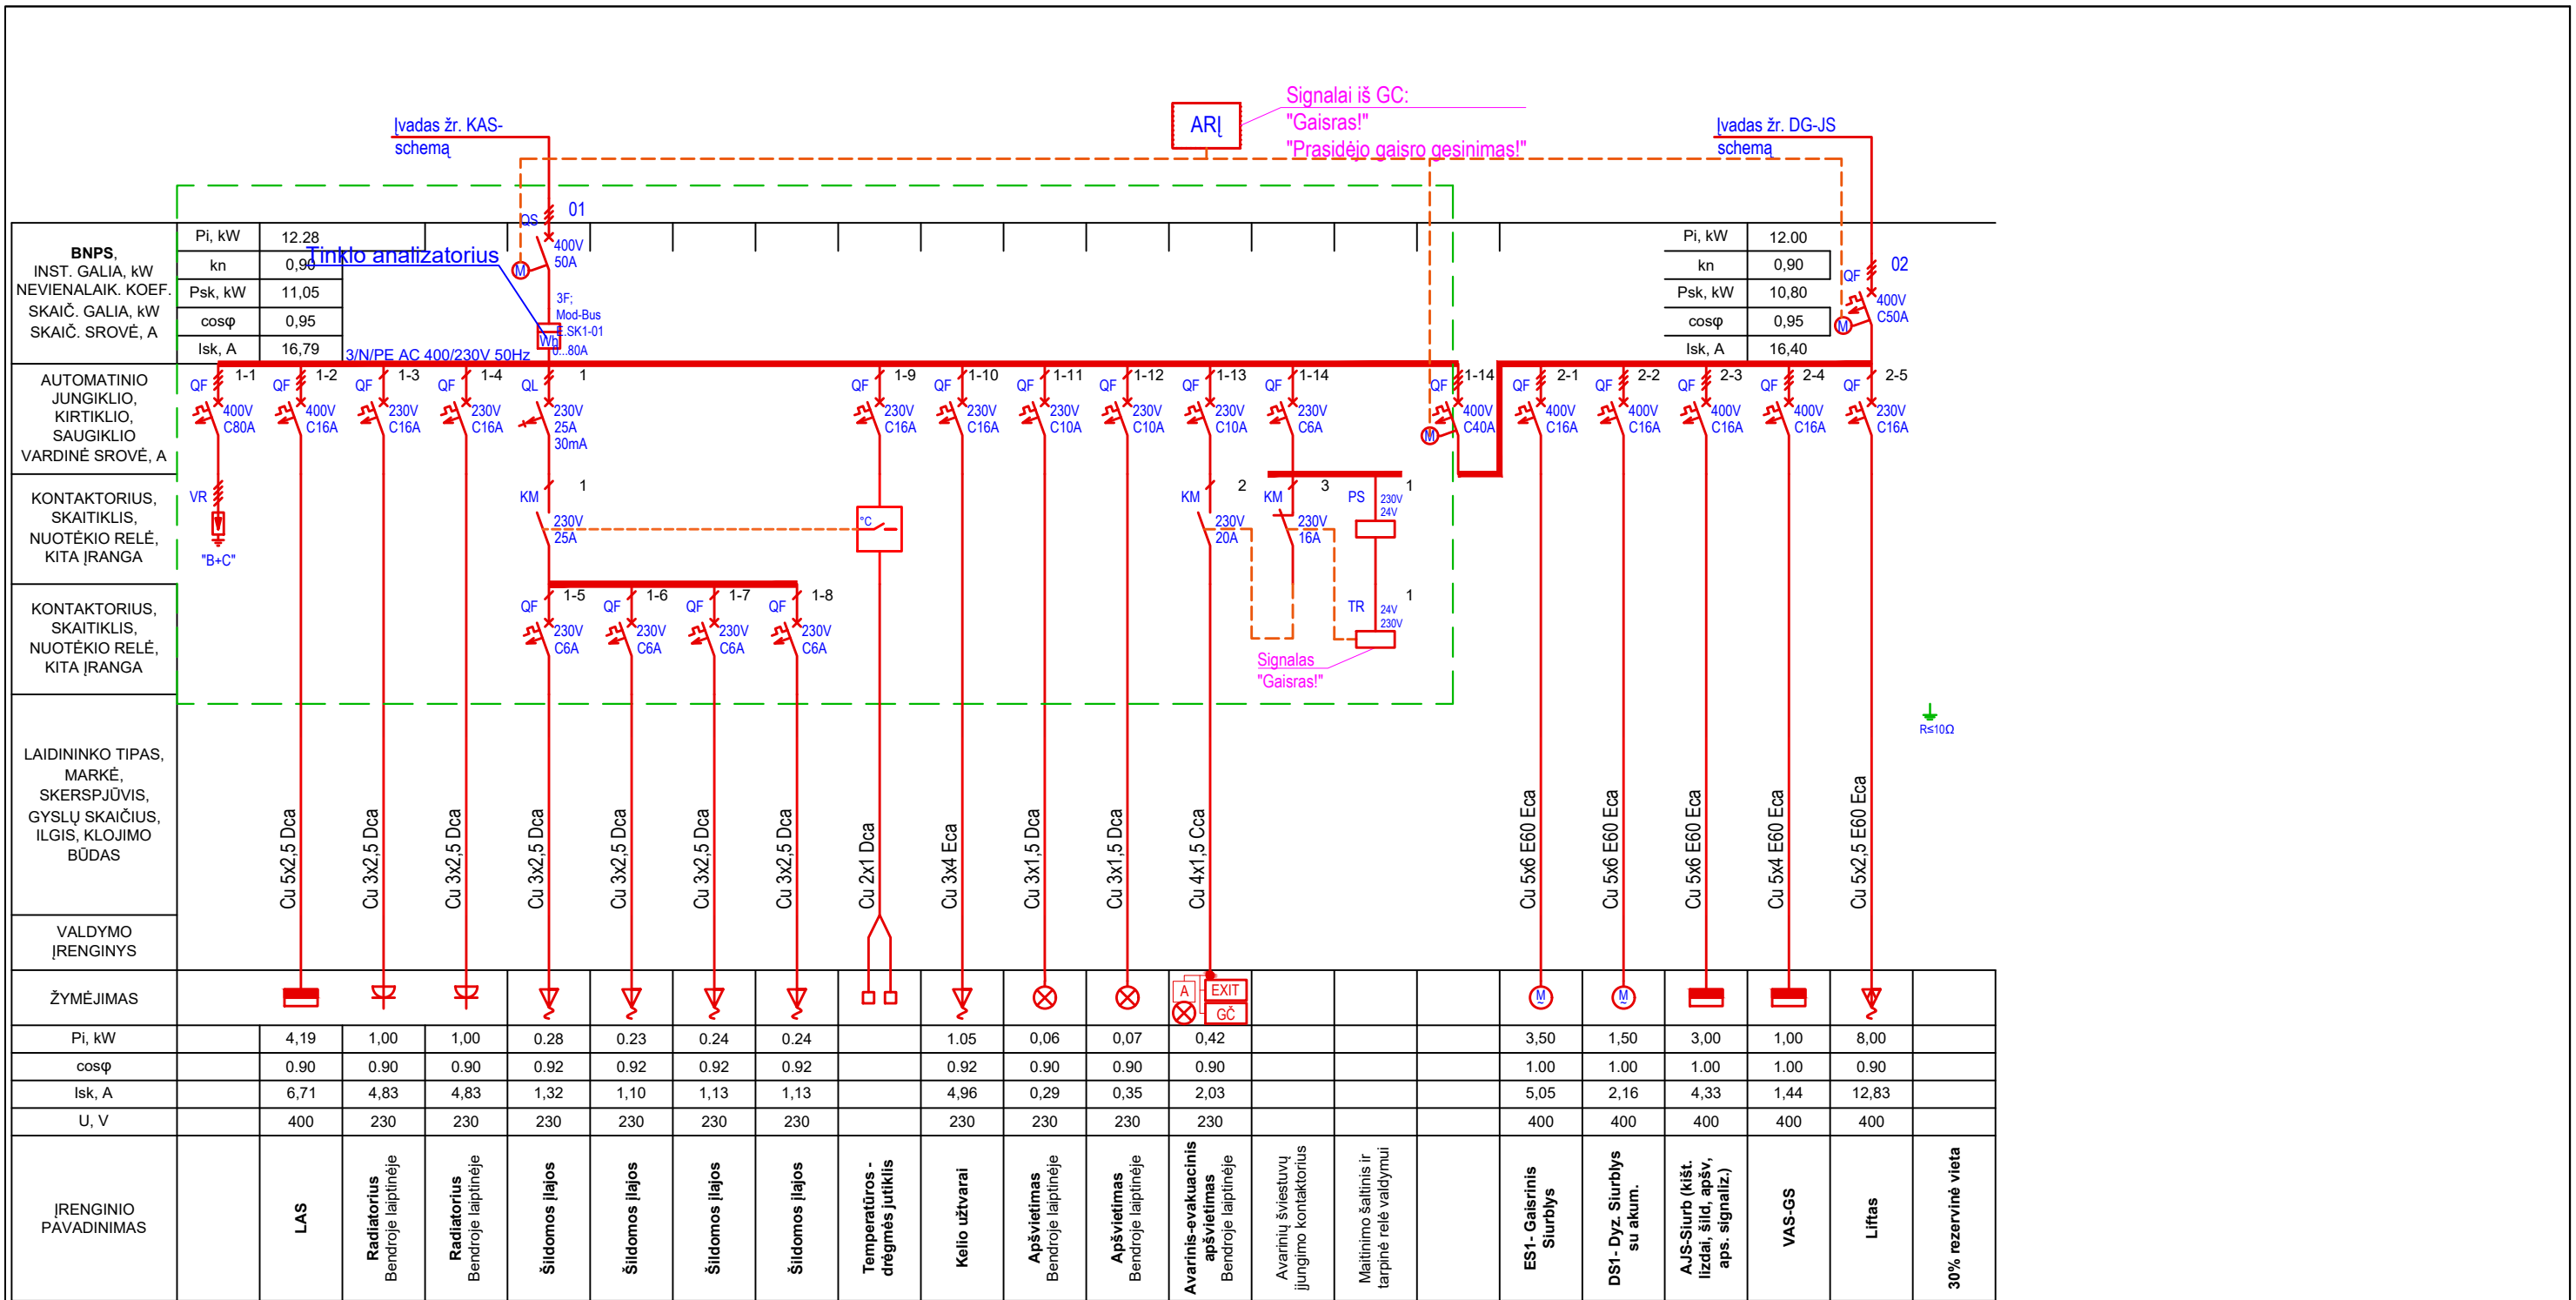 Signalai iš GC:
"Gaisras!"
"Prasidėjo gaisro gesinimas!"
ARĮ
Įvadas žr. KAS-
schemą
Įvadas žr. DG-JS
schemą
QS
01
400V
50A
M
Tinklo analizatorius
3F;
Mod-Bus
E.SK1-01
Wh
0...80A
3/N/PE AC 400/230V 50Hz
BNPS,
INST. GALIA, kW
NEVIENALAIK. KOEF.
SKAIČ. GALIA, kW
SKAIČ. SROVĖ, A
Pi, kW 12.28
kn 0,90
Psk, kW 11,05
cosφ 0,95
Isk, A 16,79
Pi, kW 12.00
kn 0,90
Psk, kW 10,80
cosφ 0,95
Isk, A 16,40
QF
02
400V
C50A
M
AUTOMATINIO
JUNGIKLIO,
KIRTIKLIO,
SAUGIKLIO
VARDINĖ SROVĖ, A
QF 1-1
400V
C80A
QF 1-2
400V
C16A
QF 1-3
230V
C16A
QF 1-4
230V
C16A
QL 1
230V
25A
30mA
QF 1-9
230V
C16A
QF 1-10
230V
C16A
QF 1-11
230V
C10A
QF 1-12
230V
C10A
QF 1-13
230V
C10A
QF 1-14
230V
C6A
QF 1-14
400V
C40A
M
QF 2-1
400V
C16A
QF 2-2
400V
C16A
QF 2-3
400V
C16A
QF 2-4
400V
C16A
QF 2-5
230V
C16A
KONTAKTORIUS,
SKAITIKLIS,
NUOTĖKIO RELĖ,
KITA ĮRANGA
VR
"B+C"
KM 1
230V
25A
°C
KM 2
230V
20A
KM 3
230V
16A
PS 1
230V
24V
KONTAKTORIUS,
SKAITIKLIS,
NUOTĖKIO RELĖ,
KITA ĮRANGA
QF 1-5
230V
C6A
QF 1-6
230V
C6A
QF 1-7
230V
C6A
QF 1-8
230V
C6A
TR 1
24V
230V
Signalas
"Gaisras!"
R≤10Ω
LAIDININKO TIPAS,
MARKĖ,
SKERSPJŪVIS,
GYSLŲ SKAIČIUS,
ILGIS, KLOJIMO
BŪDAS
Cu 5x2,5 Dca
Cu 3x2,5 Dca
Cu 3x2,5 Dca
Cu 3x2,5 Dca
Cu 3x2,5 Dca
Cu 3x2,5 Dca
Cu 3x2,5 Dca
Cu 2x1 Dca
Cu 3x4 Eca
Cu 3x1,5 Dca
Cu 3x1,5 Dca
Cu 4x1,5 Cca
Cu 5x6 E60 Eca
Cu 5x6 E60 Eca
Cu 5x6 E60 Eca
Cu 5x4 E60 Eca
Cu 5x2,5 E60 Eca
VALDYMO
ĮRENGINYS
ŽYMĖJIMAS
A
EXIT
GČ
M
~
M
~
Pi, kW 4,19 1,00 1,00 0.28 0.23 0.24 0.24 1.05 0,06 0,07 0,42 3,50 1,50 3,00 1,00 8,00
cosφ 0.90 0.90 0.90 0.92 0.92 0.92 0.92 0.92 0.90 0.90 0.90 1.00 1.00 1.00 1.00 0.90
Isk, A 6,71 4,83 4,83 1,32 1,10 1,13 1,13 4,96 0,29 0,35 2,03 5,05 2,16 4,33 1,44 12,83
U, V 400 230 230 230 230 230 230 230 230 230 230 400 400 400 400 400
ĮRENGINIO
PAVADINIMAS
LAS
Radiatorius
Bendroje laiptinėje
Radiatorius
Bendroje laiptinėje
Šildomos įlajos
Šildomos įlajos
Šildomos įlajos
Šildomos įlajos
Temperatūros -
drėgmės jutiklis
Kelio užtvarai
Apšvietimas
Bendroje laiptinėje
Apšvietimas
Bendroje laiptinėje
Avarinis-evakuacinis
apšvietimas
Bendroje laiptinėje
Avarinių šviestuvų
įjungimo kontaktorius
Maitinimo šaltinis ir
tarpinė relė valdymui
ES1- Gaisrinis
Siurblys
DS1- Dyz. Siurblys
su akum.
AJS-Siurb (kišt.
lizdai, šild, apšv,
aps. signaliz.)
VAS-GS
Liftas
30% rezervinė vieta